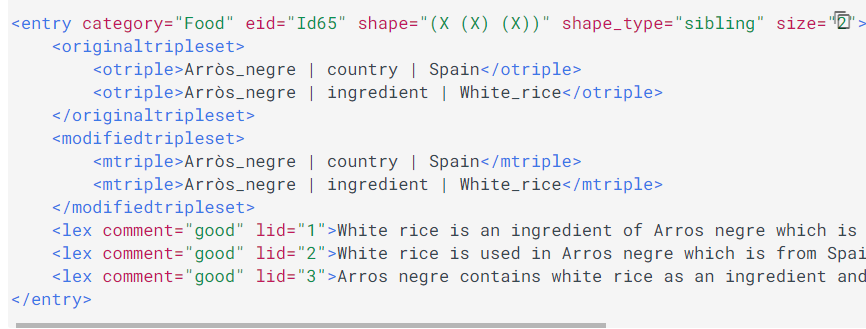 <entry category="Food" eid="Id65" shape="(X (X) (X))" shape_type="sibling" size="2">
    <originaltripleset>
        <otriple>Arròs_negre | country | Spain</otriple>
        <otriple>Arròs_negre | ingredient | White_rice</otriple>
    </originaltripleset>
    <modifiedtripleset>
        <mtriple>Arròs_negre | country | Spain</mtriple>
        <mtriple>Arròs_negre | ingredient | White_rice</mtriple>
    </modifiedtripleset>
    <lex comment="good" lid="1">White rice is an ingredient of Arros negre which is
    <lex comment="good" lid="2">White rice is used in Arros negre which is from Spai
    <lex comment="good" lid="3">Arros negre contains white rice as an ingredient and
</entry>